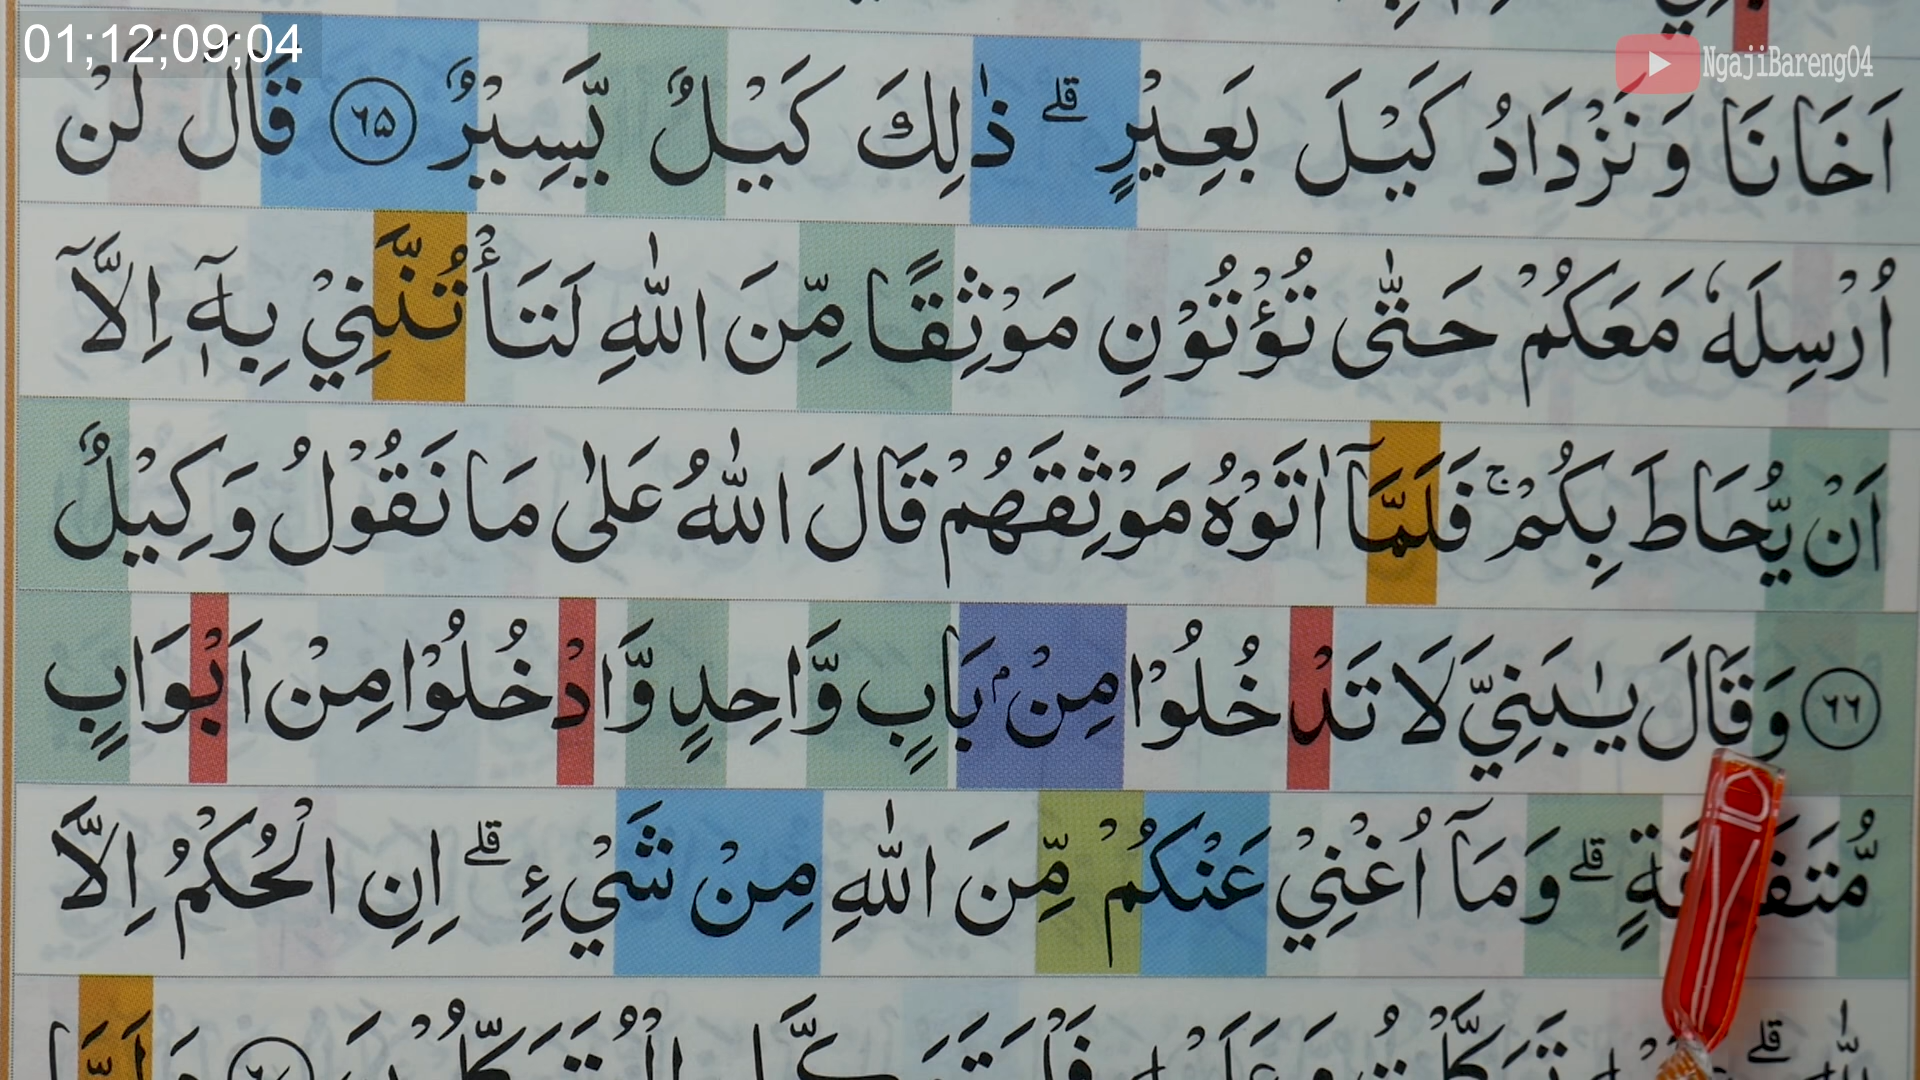 01;12;09;04
NgajiBareng04
اَخَانَا وَنَزْدَادُ كَيْلَ بَعِيْرٍ ۗ ذٰلِكَ كَيْلٌ يَّسِيْرٌ ٦٥ قَالَ لَنْ
اُرْسِلَهٗ مَعَكُمْ حَتّٰى تُؤْتُوْنِ مَوْثِقًا مِّنَ اللّٰهِ لَتَأْتُنَّنِيْ بِهٖٓ اِلَّآ
اَنْ يُّحَاطَ بِكُمْ ۚ فَلَمَّآ اٰتَوْهُ مَوْثِقَهُمْ قَالَ اللّٰهُ عَلٰى مَا نَقُوْلُ وَكِيْلٌ
٦٦ وَقَالَ يٰبَنِيَّ لَا تَدْخُلُوْا مِنْۢ بَابٍ وَّاحِدٍ وَّادْخُلُوْا مِنْ اَبْوَابٍ
وَمَآ اُغْنِيْ عَنْكُمْ مِّنَ اللّٰهِ مِنْ شَيْءٍ ۗ اِنِ الْحُكْمُ اِلَّا